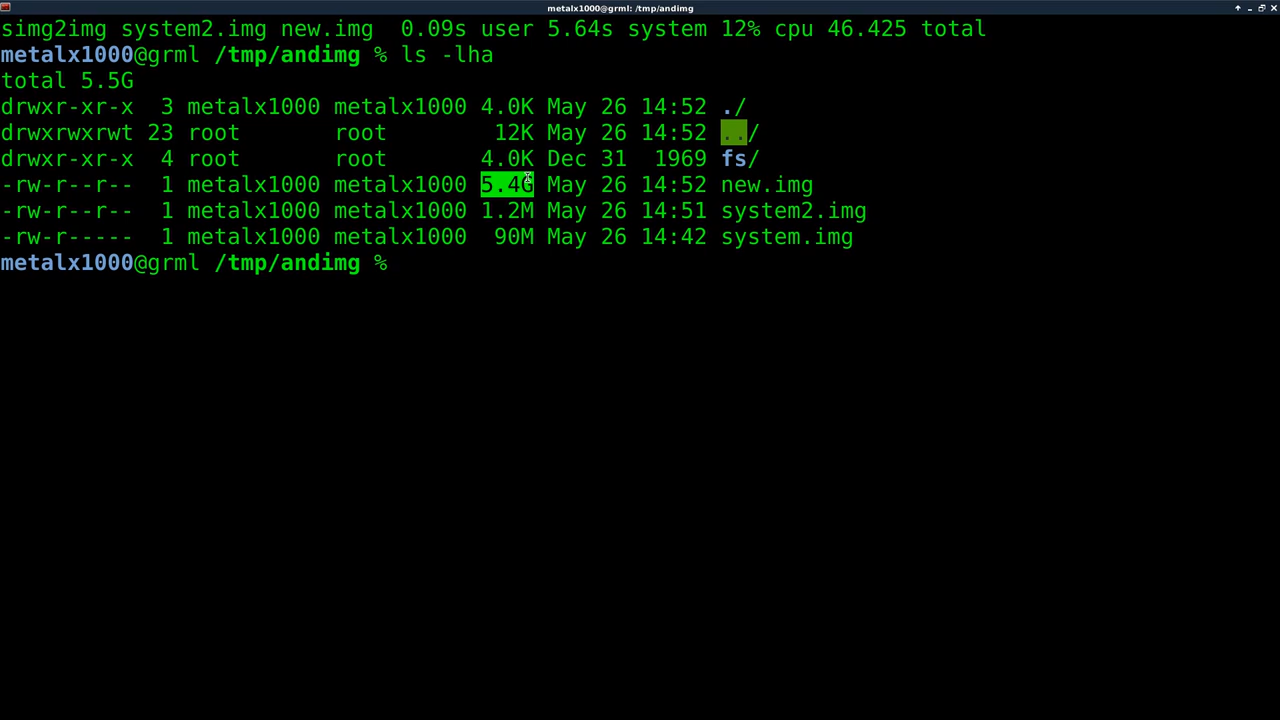 metalx1000@grml: /tmp/andimg
simg2img system2.img new.img  0.09s user 5.64s system 12% cpu 46.425 total
metalx1000@grml /tmp/andimg % ls -lha
total 5.5G
drwxr-xr-x  3 metalx1000 metalx1000 4.0K May 26 14:52 ./
drwxrwxrwt 23 root       root        12K May 26 14:52 ../
drwxr-xr-x  4 root       root       4.0K Dec 31  1969 fs/
-rw-r--r--  1 metalx1000 metalx1000 5.4G May 26 14:52 new.img
-rw-r--r--  1 metalx1000 metalx1000 1.2M May 26 14:51 system2.img
-rw-r-----  1 metalx1000 metalx1000  90M May 26 14:42 system.img
metalx1000@grml /tmp/andimg %